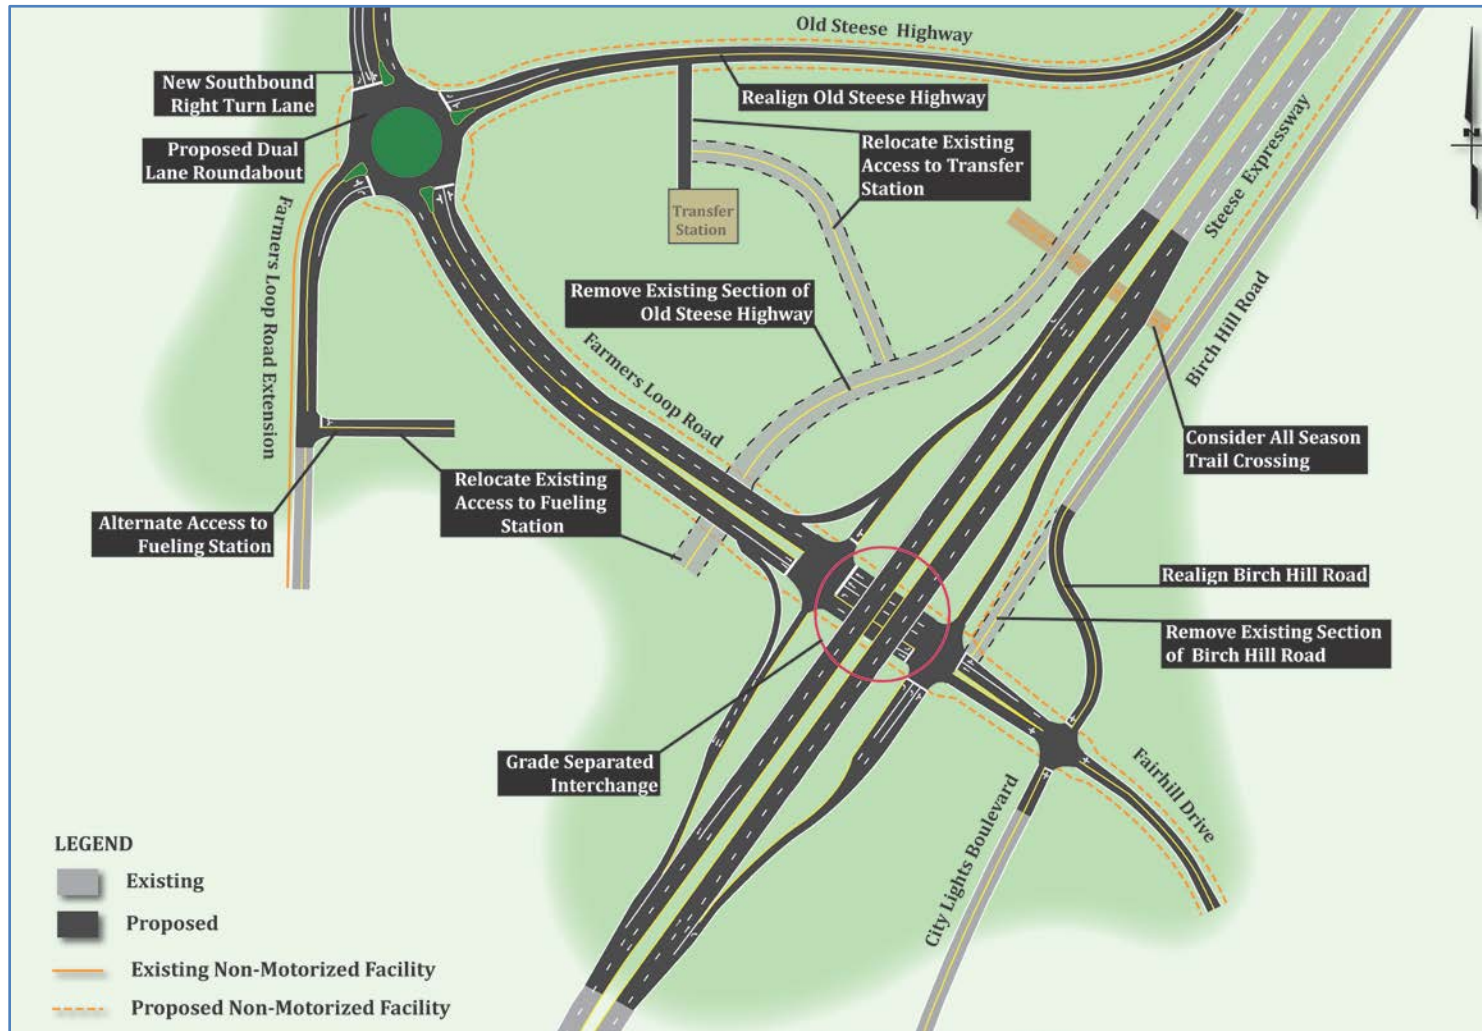 Old Steese Highway
New Southbound
Right Turn Lane
Realign Old Steese Highway
Proposed Dual
Lane Roundabout
Relocate Existing
Access to Transfer
Station
N
Steese Expressway
Transfer
Station
Farmers Loop Road Extension
Remove Existing Section of
Old Steese Highway
Birch Hill Road
Farmers Loop Road
Consider All Season
Trail Crossing
Relocate Existing
Access to Fueling
Station
Alternate Access to
Fueling Station
Realign Birch Hill Road
Remove Existing Section
of Birch Hill Road
Grade Separated
Interchange
Fairhill Drive
City Lights Boulevard
LEGEND
Existing
Proposed
Existing Non-Motorized Facility
Proposed Non-Motorized Facility